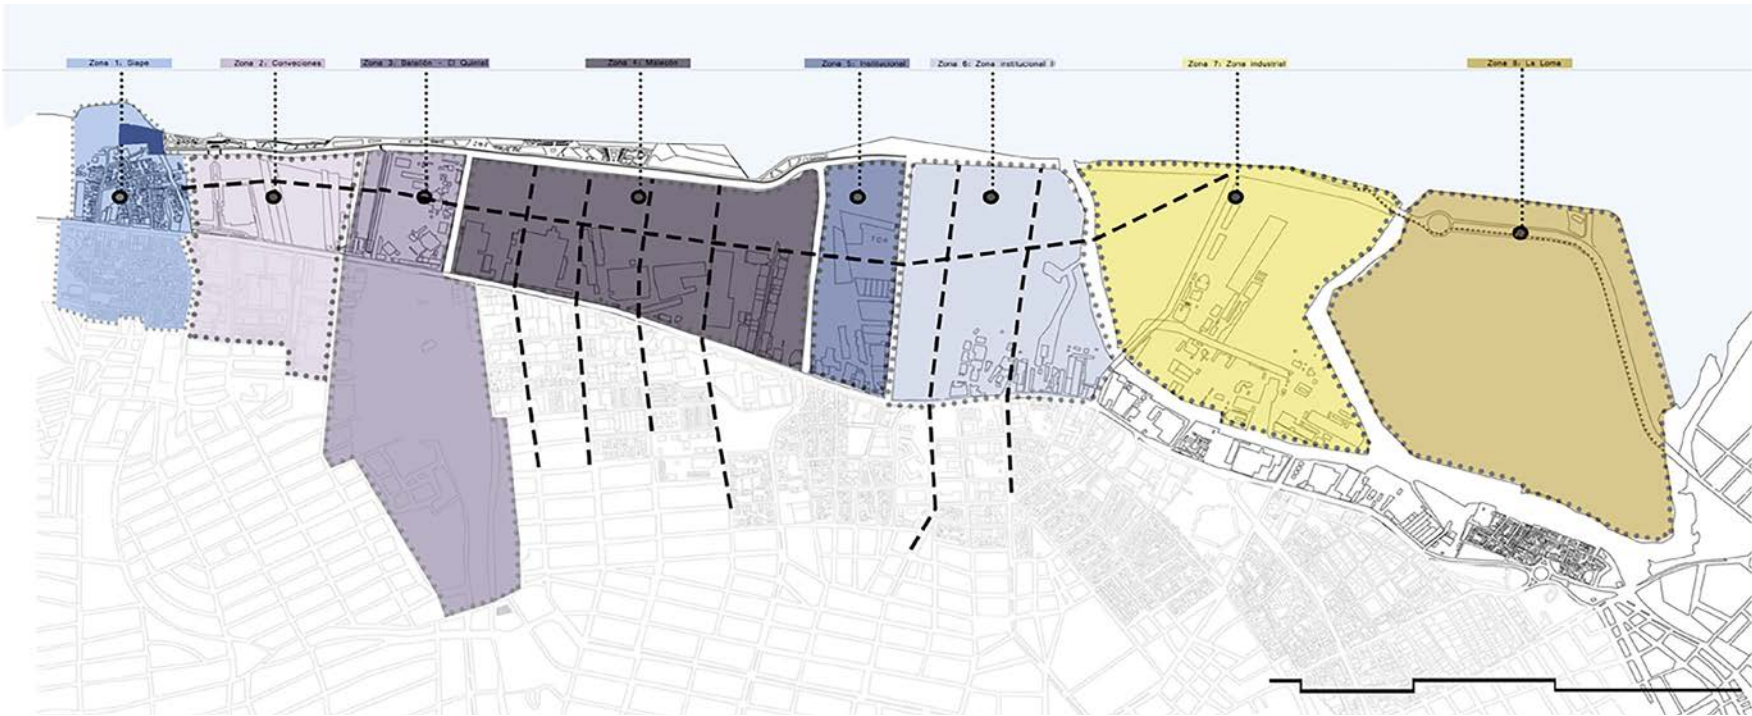 Zona 1: Siape
Zona 2: Conveciones
Zona 3: Batallón - El Quintal
Zona 4: Malecón
Zona 5: Institucional
Zona 6: Zona institucional II
Zona 7: Zona industrial
Zona 8: La Loma